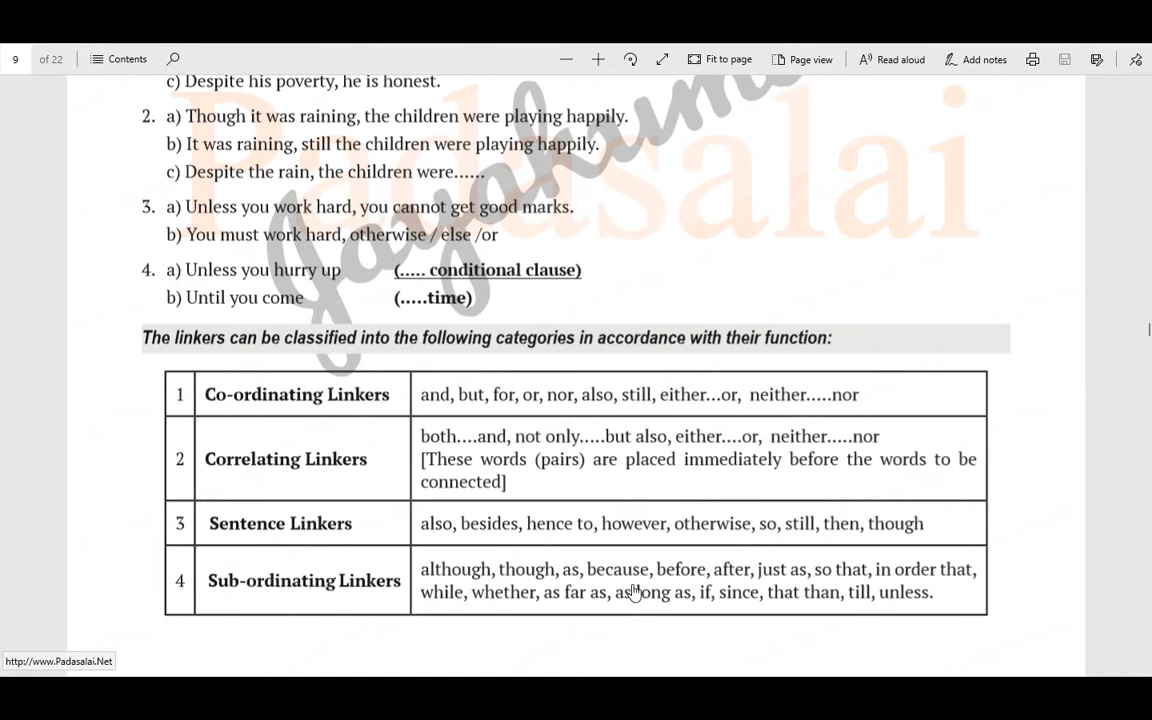 9 of 22 Contents Fit to page Page view Read aloud Add notes
c) Despite his poverty, he is honest.
2. a) Though it was raining, the children were playing happily.
b) It was raining, still the children were playing happily.
c) Despite the rain, the children were......
3. a) Unless you work hard, you cannot get good marks.
b) You must work hard, otherwise / else /or
4. a) Unless you hurry up (..... conditional clause)
b) Until you come (.....time)
Padasalai
The linkers can be classified into the following categories in accordance with their function:
1 Co-ordinating Linkers and, but, for, or, nor, also, still, either...or, neither.....nor
2 Correlating Linkers both....and, not only.....but also, either....or, neither.....nor
[These words (pairs) are placed immediately before the words to be
connected]
3 Sentence Linkers also, besides, hence to, however, otherwise, so, still, then, though
4 Sub-ordinating Linkers although, though, as, because, before, after, just as, so that, in order that,
while, whether, as far as, as long as, if, since, that than, till, unless.
http://www.Padasalai.Net